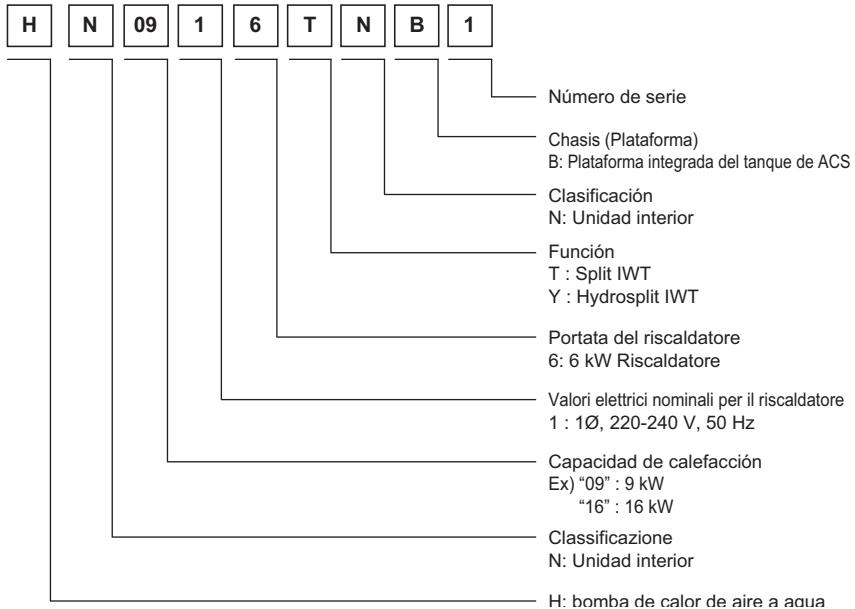 H N 09 1 6 T N B 1
Número de serie
Chasis (Plataforma)
B: Plataforma integrada del tanque de ACS
Clasificación
N: Unidad interior
Función
T : Split IWT
Y : Hydrosplit IWT
Portata del riscaldatore
6: 6 kW Riscaldatore
Valori elettrici nominali per il riscaldatore
1 : 1Ø, 220-240 V, 50 Hz
Capacidad de calefacción
Ex) “09” : 9 kW
“16” : 16 kW
Classificazione
N: Unidad interior
H: bomba de calor de aire a agua